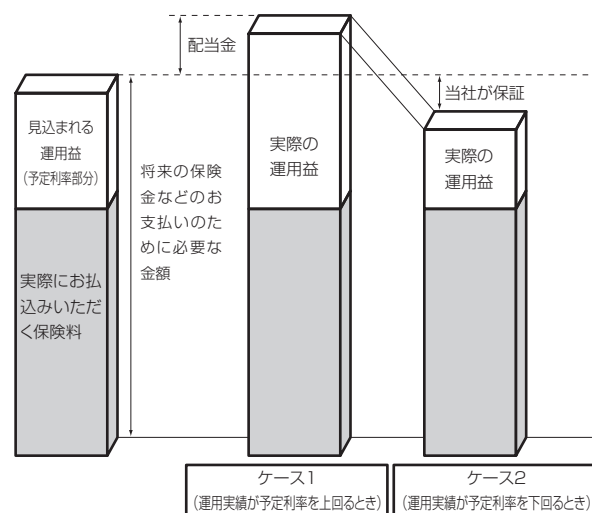 配当金
当社が保証
見込まれる
運用益
(予定利率部分)
実際にお払
込みいただ
く保険料
将来の保険
金などのお
支払いのた
めに必要な
金額
実際の
運用益
実際の
運用益
ケース1
(運用実績が予定利率を上回るとき)
ケース2
(運用実績が予定利率を下回るとき)